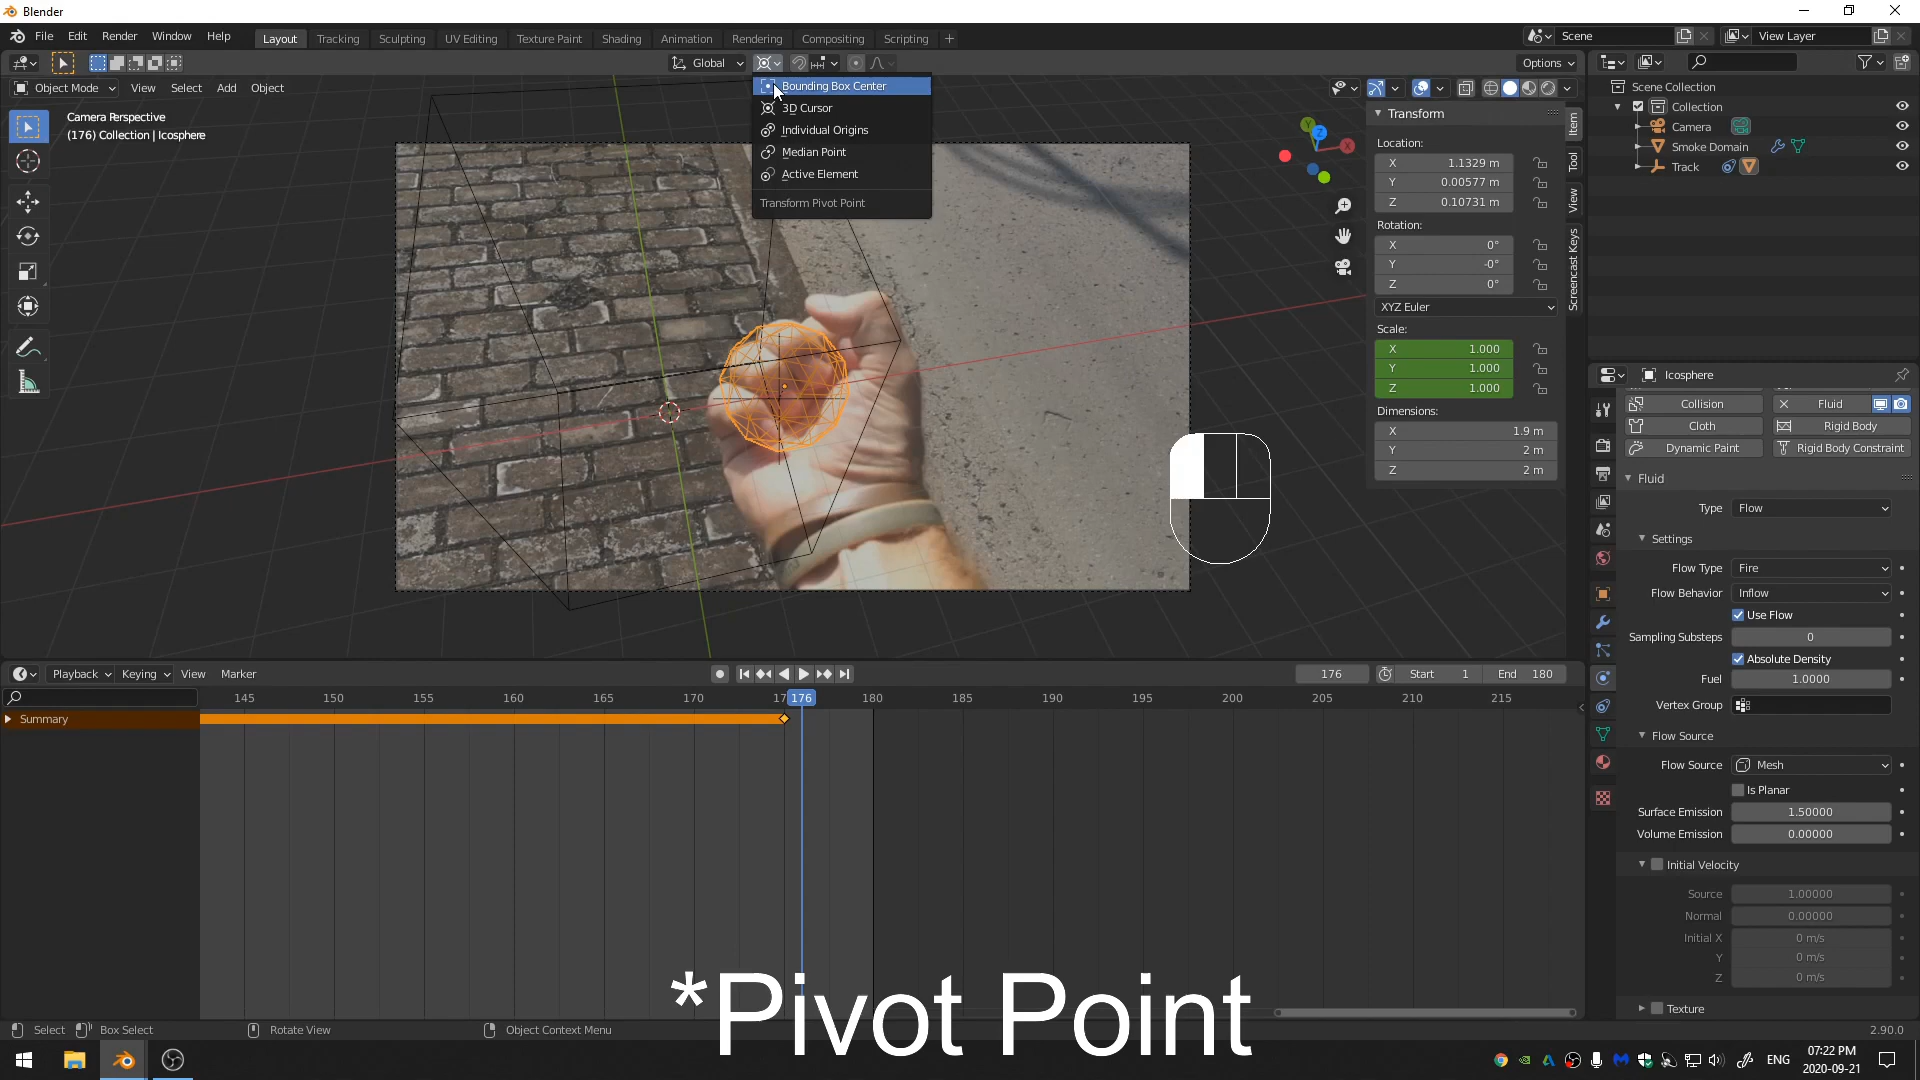 Blender
File Edit Render Window Help
Layout Tracking Sculpting UV Editing Texture Paint Shading Animation Rendering Compositing Scripting +
Scene
View Layer
Global
Options
Object Mode View Select Add Object
Camera Perspective
(176) Collection | Icosphere
Bounding Box Center
3D Cursor
Individual Origins
Median Point
Active Element
Transform Pivot Point
Y
Z
X
Transform
Location:
X 1.1329 m
Y 0.00577 m
Z 0.10731 m
Rotation:
X 0°
Y -0°
Z 0°
XYZ Euler
Scale:
X 1.000
Y 1.000
Z 1.000
Dimensions:
X 1.9 m
Y 2 m
Z 2 m
Item
Tool
View
Screencast Keys
Scene Collection
Collection
Camera
Smoke Domain
Track
Icosphere
Collision
Fluid
Cloth
Rigid Body
Dynamic Paint
Rigid Body Constraint
Fluid
Type Flow
Settings
Flow Type Fire
Flow Behavior Inflow
Use Flow
Sampling Substeps 0
Absolute Density
Fuel 1.0000
Vertex Group
Flow Source
Flow Source Mesh
Is Planar
Surface Emission 1.50000
Volume Emission 0.00000
Initial Velocity
Source 1.00000
Normal 0.00000
Initial X 0 m/s
Y 0 m/s
Z 0 m/s
Texture
Playback Keying View Marker
176
Start 1
End 180
145 150 155 160 165 170 17 176 180 185 190 195 200 205 210 215
Summary
*Pivot Point
Select Box Select Rotate View Object Context Menu
2.90.0
ENG
07:22 PM
2020-09-21